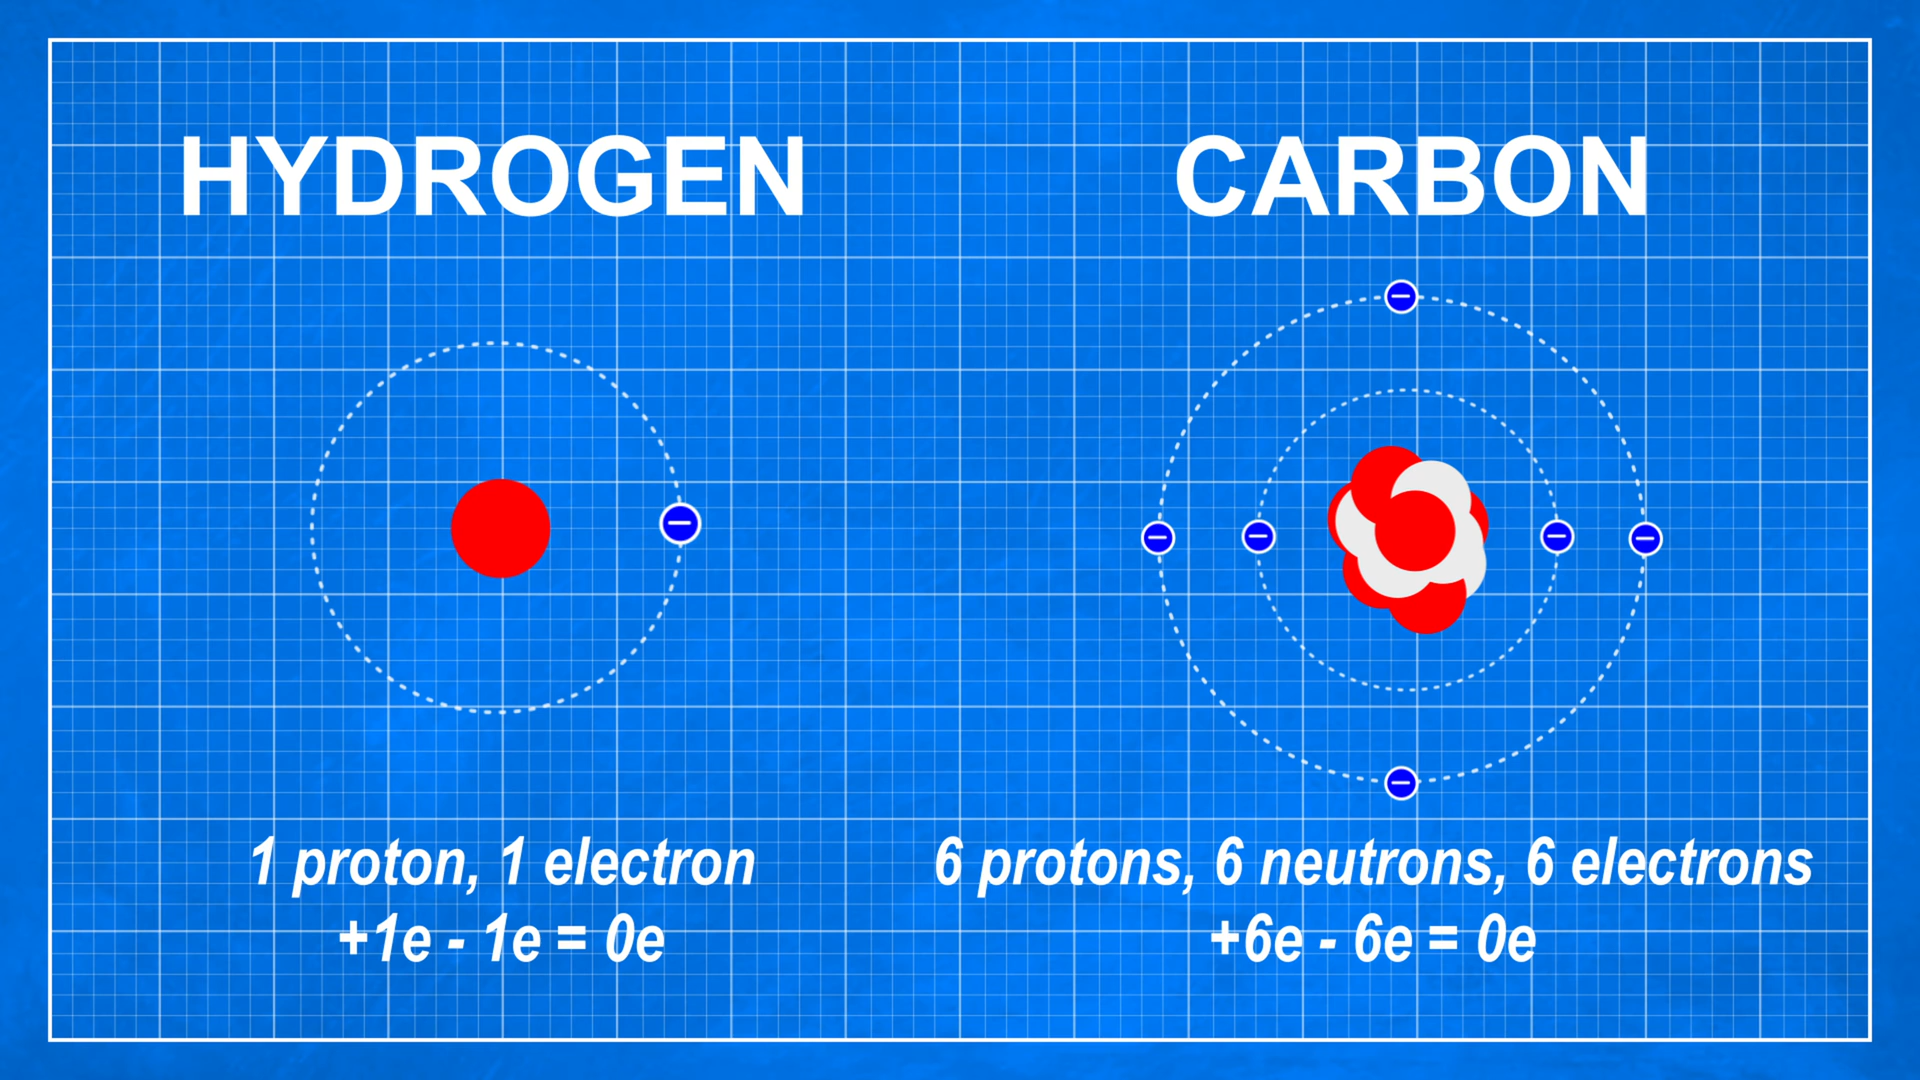 HYDROGEN
CARBON
1 proton, 1 electron
+1e - 1e = 0e
6 protons, 6 neutrons, 6 electrons
+6e - 6e = 0e